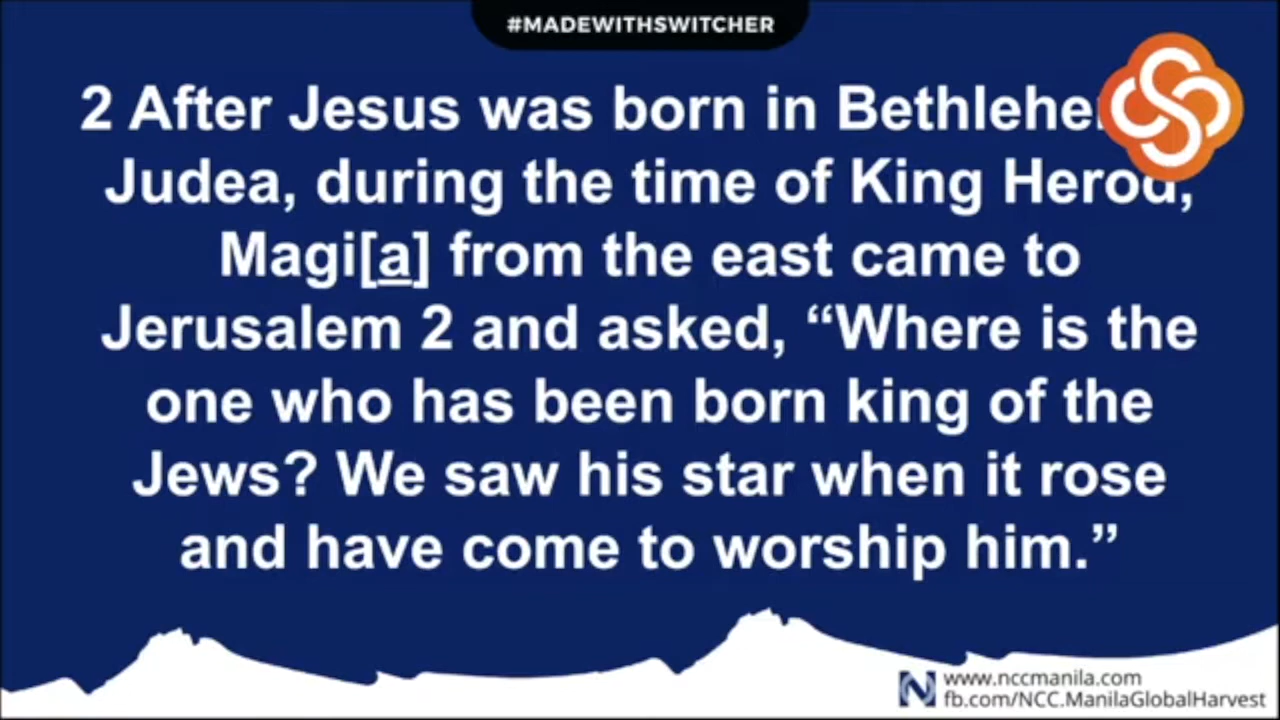 #MADEWITHSWITCHER
2 After Jesus was born in
Judea, during the time of King Herod,
Magi[a] from the east came to
Jerusalem 2 and asked, “Where is the
one who has been born king of the
Jews? We saw his star when it rose
and have come to worship him.”
www.nccmanila.com
fb.com/NCC.ManilaGlobalHarvest